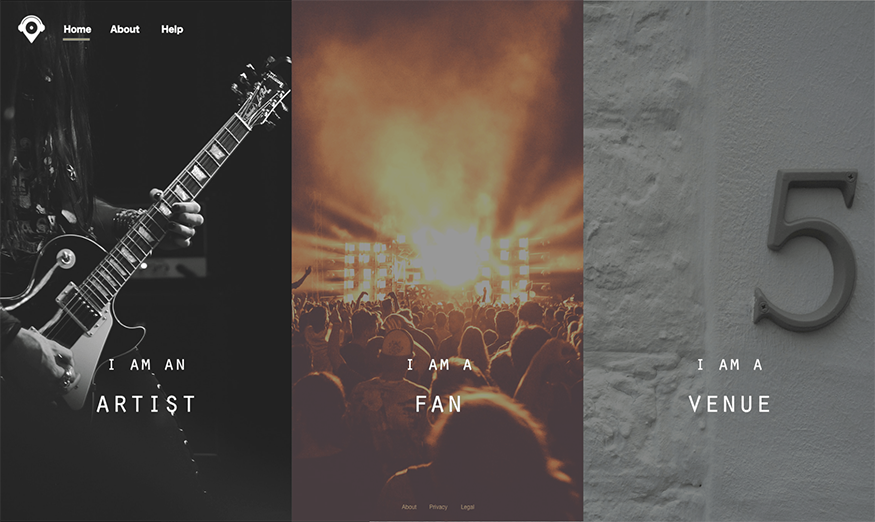 Home About Help
I AM AN
ARTIST
I AM A
FAN
I AM A
VENUE
5
About Privacy Legal